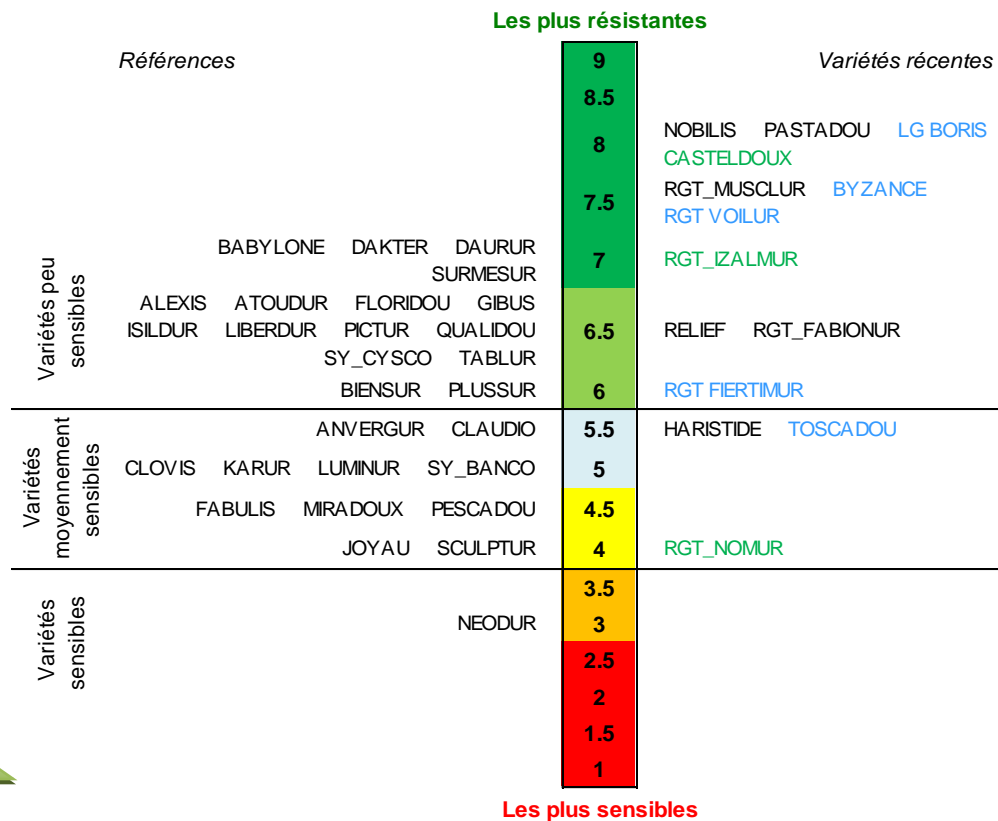 Les plus résistantes
Références 9 Variétés récentes
8.5
8 NOBILIS PASTADOU LG BORIS
CASTELDOUX
7.5 RGT_MUSCLUR BYZANCE
RGT VOILUR
BABYLONE DAKTER DAURUR
SURMESUR 7 RGT_IZALMUR
Variétés peu
sensibles
ALEXIS ATOUDUR FLORIDOU GIBUS
ISILDUR LIBERDUR PICTUR QUALIDOU 6.5 RELIEF RGT_FABIONUR
SY_CYSCO TABLUR
BIENSUR PLUSSUR 6 RGT FIERTIMUR
Variétés
moyennement
sensibles
ANVERGUR CLAUDIO 5.5 HARISTIDE TOSCADOU
CLOVIS KARUR LUMINUR SY_BANCO 5
FABULIS MIRADOUX PESCADOU 4.5
JOYAU SCULPTUR 4 RGT_NOMUR
Variétés
sensibles
3.5
NEODUR 3
2.5
2
1.5
1
Les plus sensibles